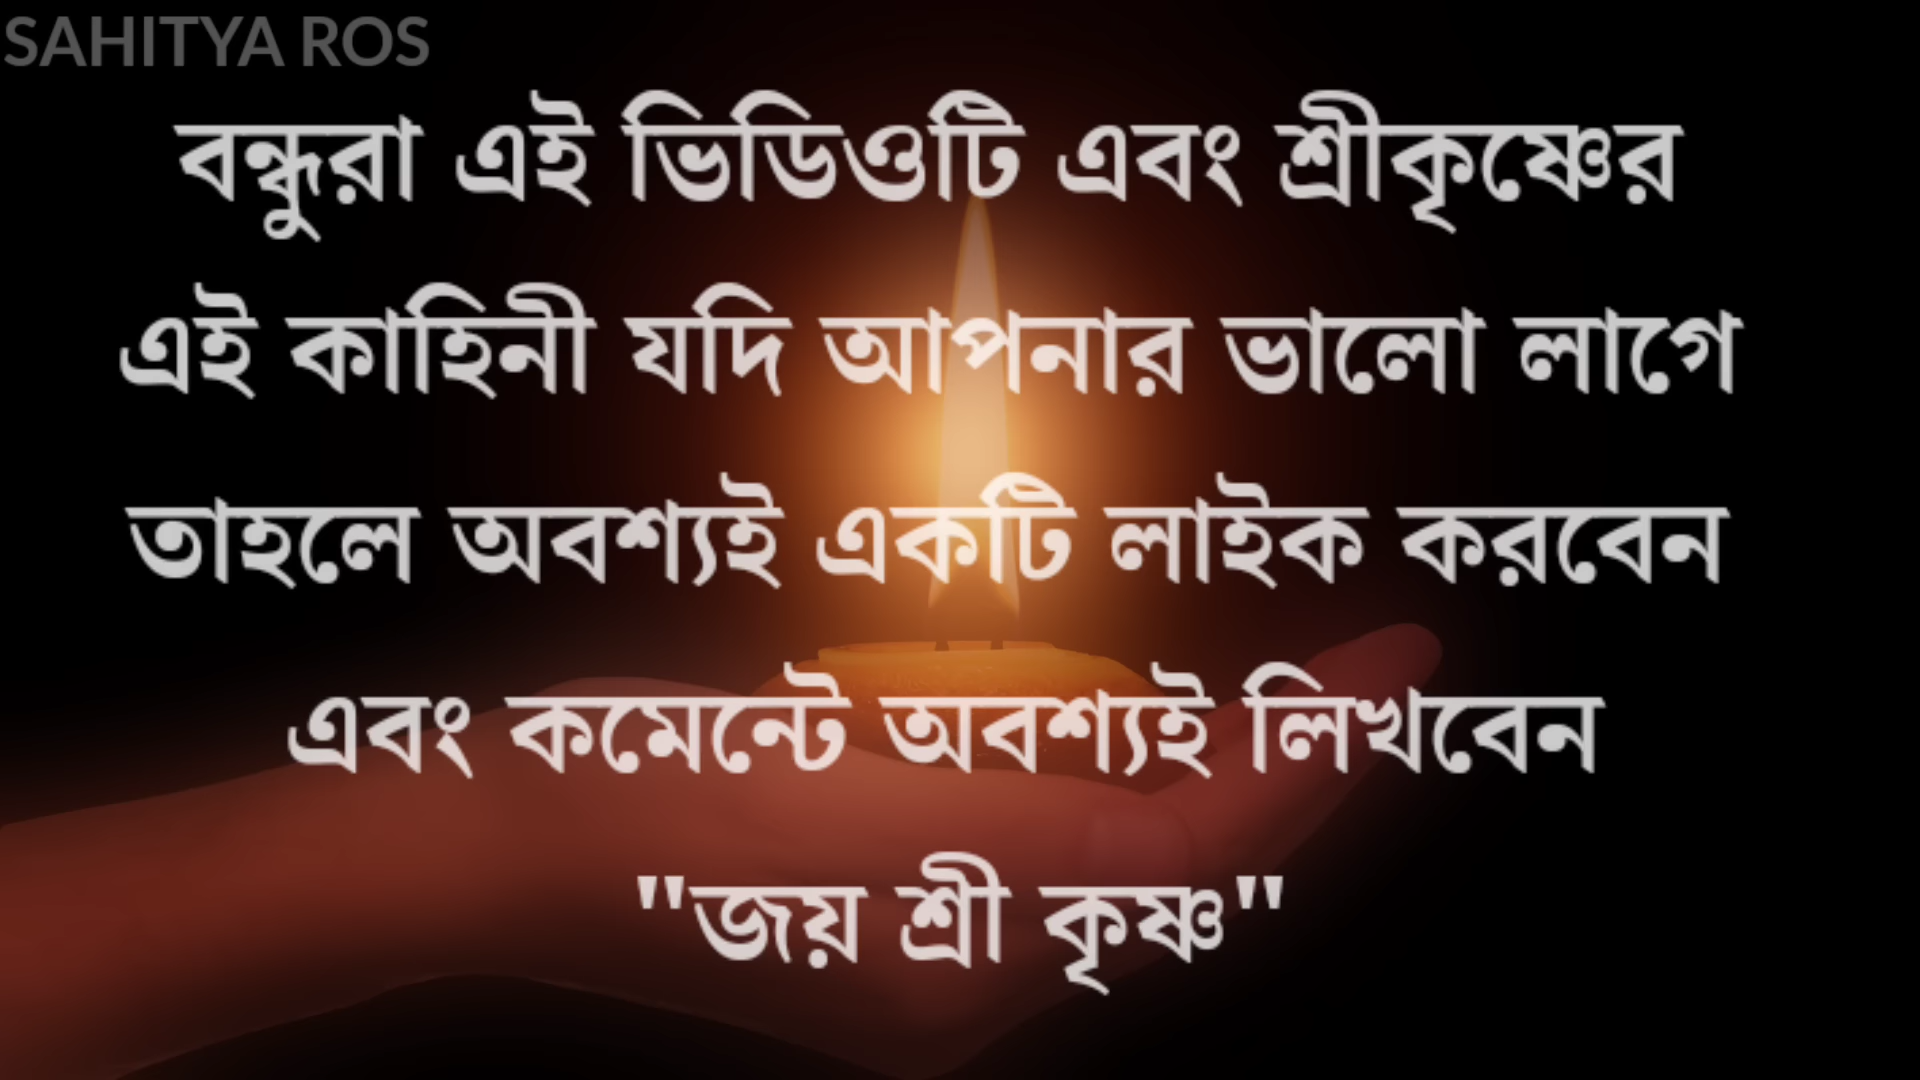 SAHITYA ROS
বন্ধুরা এই ভিডিওটি এবং শ্রীকৃষ্ণের
এই কাহিনী যদি আপনার ভালো লাগে
তাহলে অবশ্যই একটি লাইক করবেন
এবং কমেন্টে অবশ্যই লিখবেন
"জয় শ্রী কৃষ্ণ"